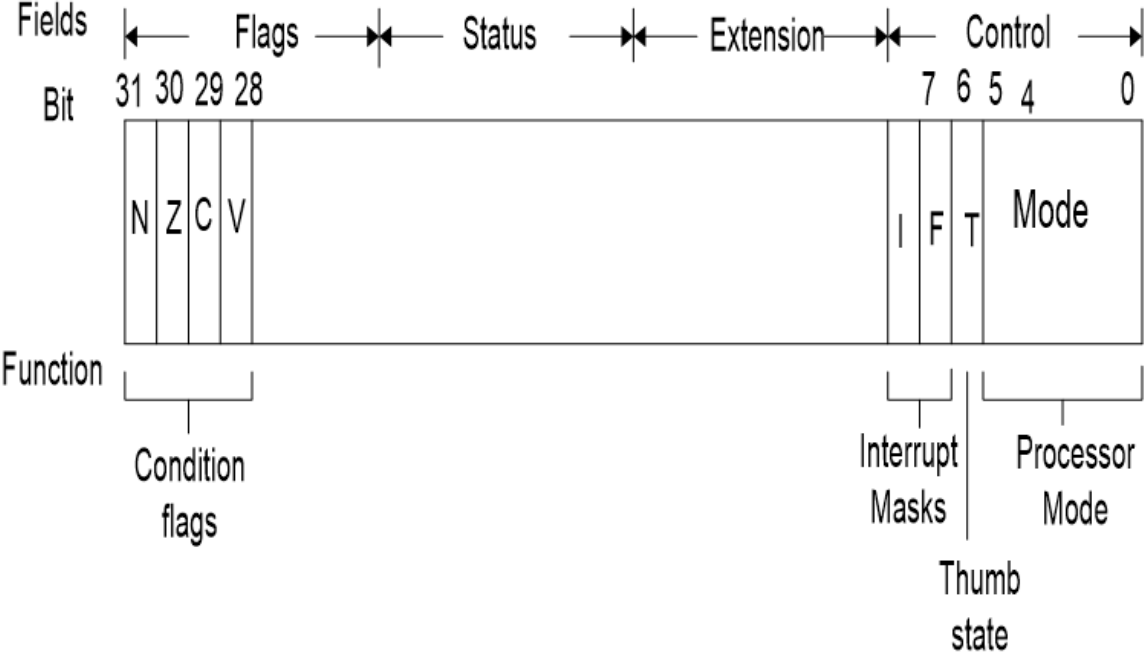 Fields Flags Status Extension Control
Bit 31 30 29 28 7 6 5 4 0
N Z C V I F T Mode
Function
Condition
flags
Interrupt
Masks
Processor
Mode
Thumb
state